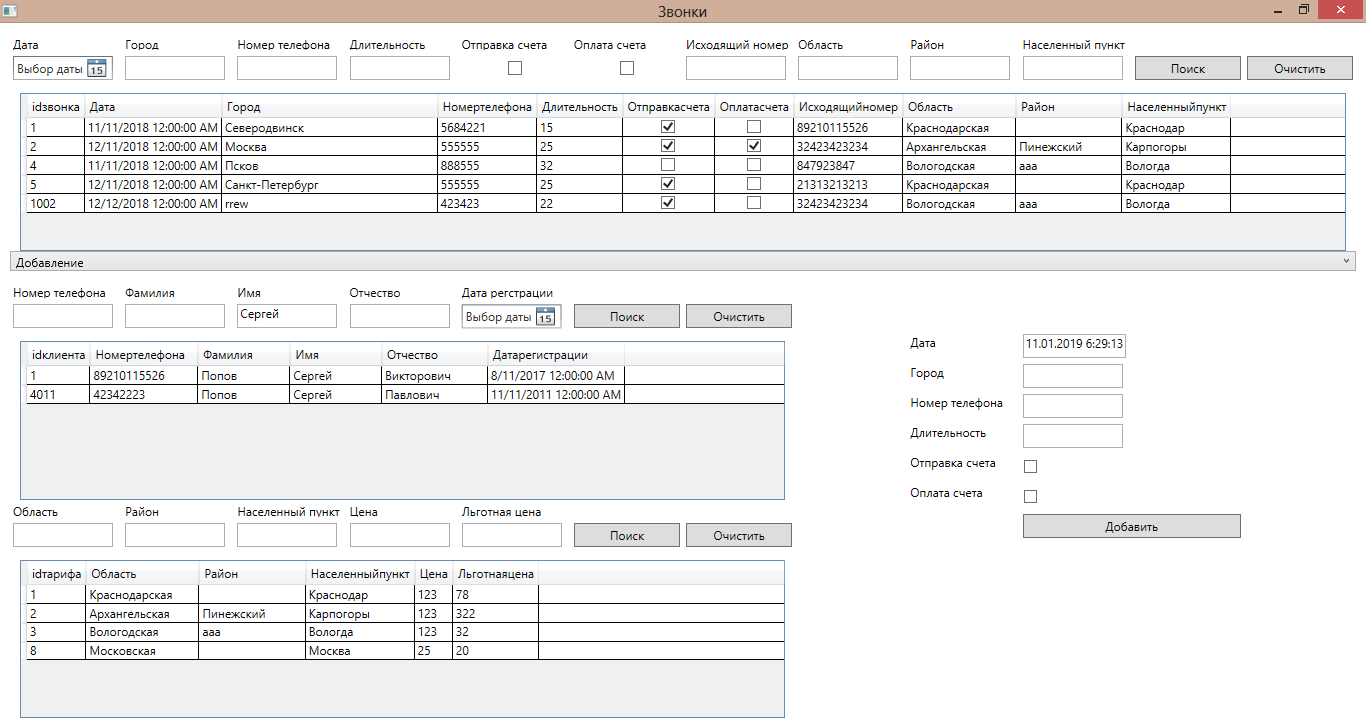 Звонки
Дата Город Номер телефона Длительность Отправка счета Оплата счета Исходящий номер Область Район Населенный пункт
Выбор даты 15 Поиск Очистить
idзвонка Дата Город Номертелефона Длительность Отправкасчета Оплатасчета Исходящийномер Область Район Населенныйпункт
1 11/11/2018 12:00:00 AM Северодвинск 5684221 15 89210115526 Краснодарская Краснодар
2 12/11/2018 12:00:00 AM Москва 555555 25 32423423234 Архангельская Пинежский Карпогоры
4 11/11/2018 12:00:00 AM Псков 888555 32 847923847 Вологодская ааа Вологда
5 12/11/2018 12:00:00 AM Санкт-Петербург 555555 25 21313213213 Краснодарская Краснодар
1002 12/12/2018 12:00:00 AM rrew 423423 22 32423423234 Вологодская ааа Вологда
Добавление
Номер телефона Фамилия Имя Отчество Дата регстрации
Сергей Выбор даты 15 Поиск Очистить
idклиента Номертелефона Фамилия Имя Отчество Датарегистрации
1 89210115526 Попов Сергей Викторович 8/11/2017 12:00:00 AM
4011 42342223 Попов Сергей Павлович 11/11/2011 12:00:00 AM
Дата 11.01.2019 6:29:13
Город
Номер телефона
Длительность
Отправка счета
Оплата счета
Добавить
Область Район Населенный пункт Цена Льготная цена
Поиск Очистить
idтарифа Область Район Населенныйпункт Цена Льготнаяцена
1 Краснодарская Краснодар 123 78
2 Архангельская Пинежский Карпогоры 123 322
3 Вологодская ааа Вологда 123 32
8 Московская Москва 25 20